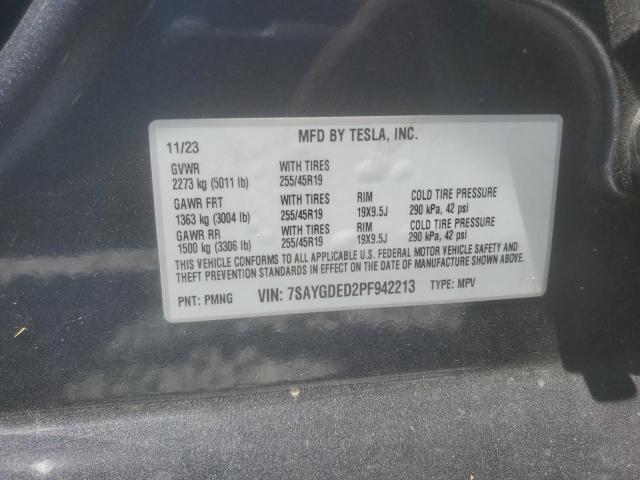 11/23 MFD BY TESLA, INC.
GVWR WITH TIRES
2273 kg (5011 lb) 255/45R19
GAWR FRT WITH TIRES RIM COLD TIRE PRESSURE
1363 kg (3004 lb) 255/45R19 19X9.5J 290 kPa, 42 psi
GAWR RR WITH TIRES RIM COLD TIRE PRESSURE
1500 kg (3306 lb) 255/45R19 19X9.5J 290 kPa, 42 psi
THIS VEHICLE CONFORMS TO ALL APPLICABLE U.S. FEDERAL MOTOR VEHICLE SAFETY AND
THEFT PREVENTION STANDARDS IN EFFECT ON THE DATE OF MANUFACTURE SHOWN ABOVE.
PNT: PMNG VIN: 7SAYGDED2PF942213 TYPE: MPV